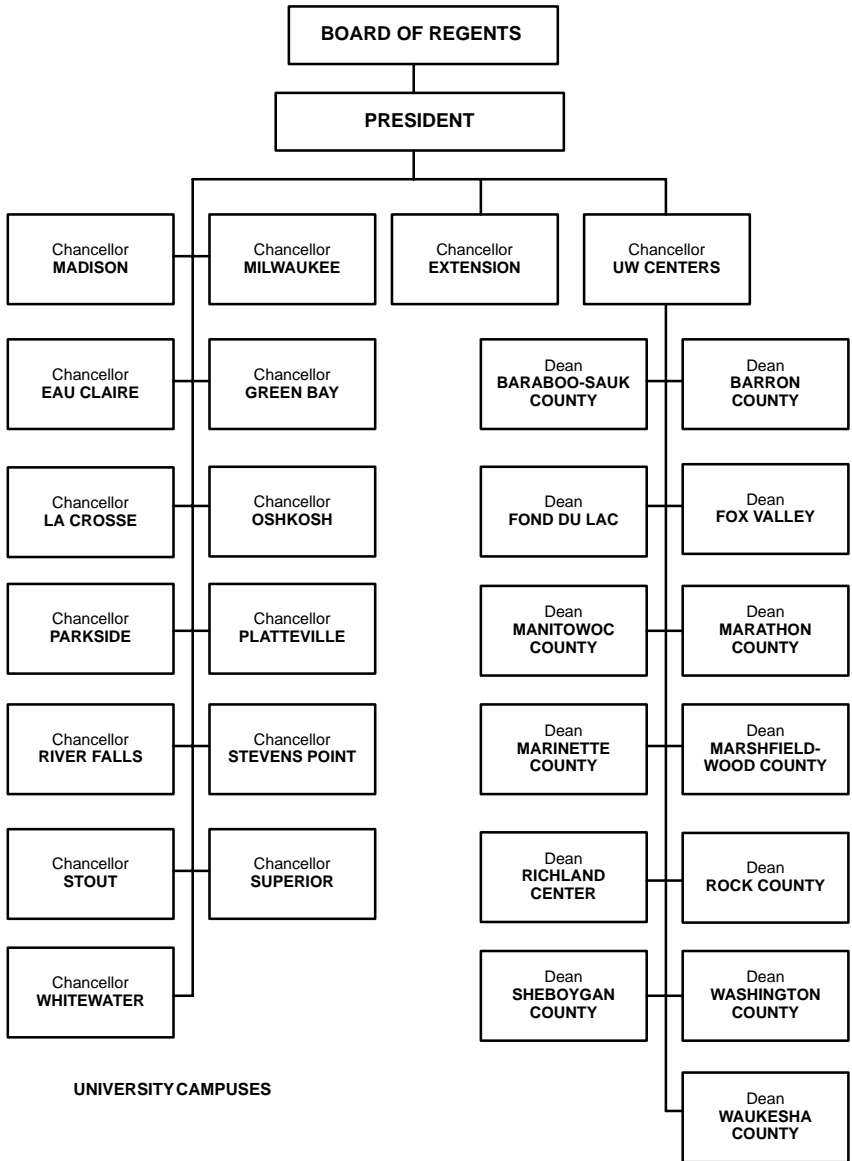 BOARD OF REGENTS
PRESIDENT
Chancellor
MADISON
Chancellor
MILWAUKEE
Chancellor
EXTENSION
Chancellor
UW CENTERS
Chancellor
EAU CLAIRE
Chancellor
GREEN BAY
Dean
BARABOO-SAUK
COUNTY
Dean
BARRON
COUNTY
Chancellor
LA CROSSE
Chancellor
OSHKOSH
Dean
FOND DU LAC
Dean
FOX VALLEY
Chancellor
PARKSIDE
Chancellor
PLATTEVILLE
Dean
MANITOWOC
COUNTY
Dean
MARATHON
COUNTY
Chancellor
RIVER FALLS
Chancellor
STEVENS POINT
Dean
MARINETTE
COUNTY
Dean
MARSHFIELD-
WOOD COUNTY
Chancellor
STOUT
Chancellor
SUPERIOR
Dean
RICHLAND
CENTER
Dean
ROCK COUNTY
Chancellor
WHITEWATER
Dean
SHEBOYGAN
COUNTY
Dean
WASHINGTON
COUNTY
UNIVERSITY CAMPUSES
Dean
WAUKESHA
COUNTY